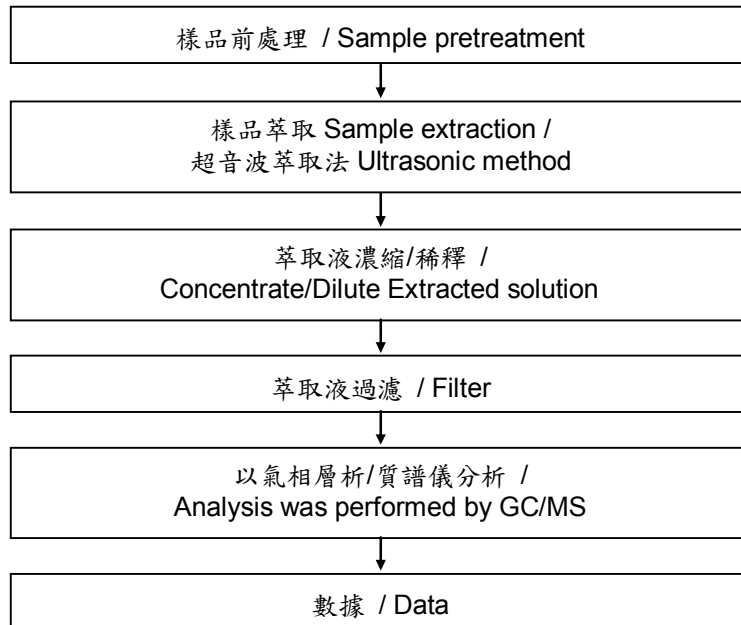 樣品前處理 / Sample pretreatment
樣品萃取 Sample extraction /
超音波萃取法 Ultrasonic method
萃取液濃縮/稀釋 /
Concentrate/Dilute Extracted solution
萃取液過濾 / Filter
以氣相層析/質譜儀分析 /
Analysis was performed by GC/MS
數據 / Data